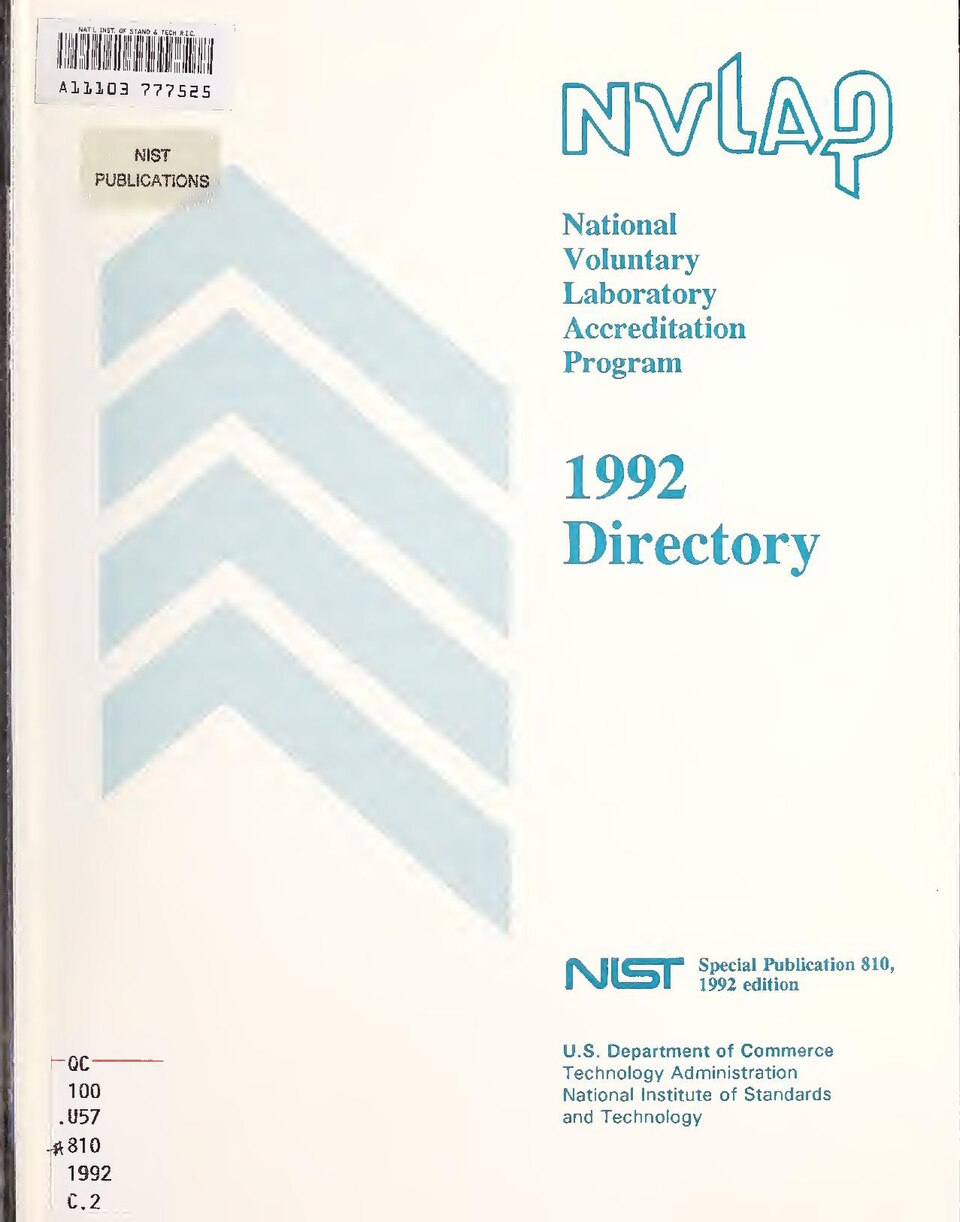 NAT'L INST. OF STAND & TECH R.I.C.
A11103 777525
NIST
PUBLICATIONS
NVLAP
National
Voluntary
Laboratory
Accreditation
Program
1992
Directory
NIST
Special Publication 810,
1992 edition
U.S. Department of Commerce
Technology Administration
National Institute of Standards
and Technology
QC
100
.U57
#810
1992
C.2